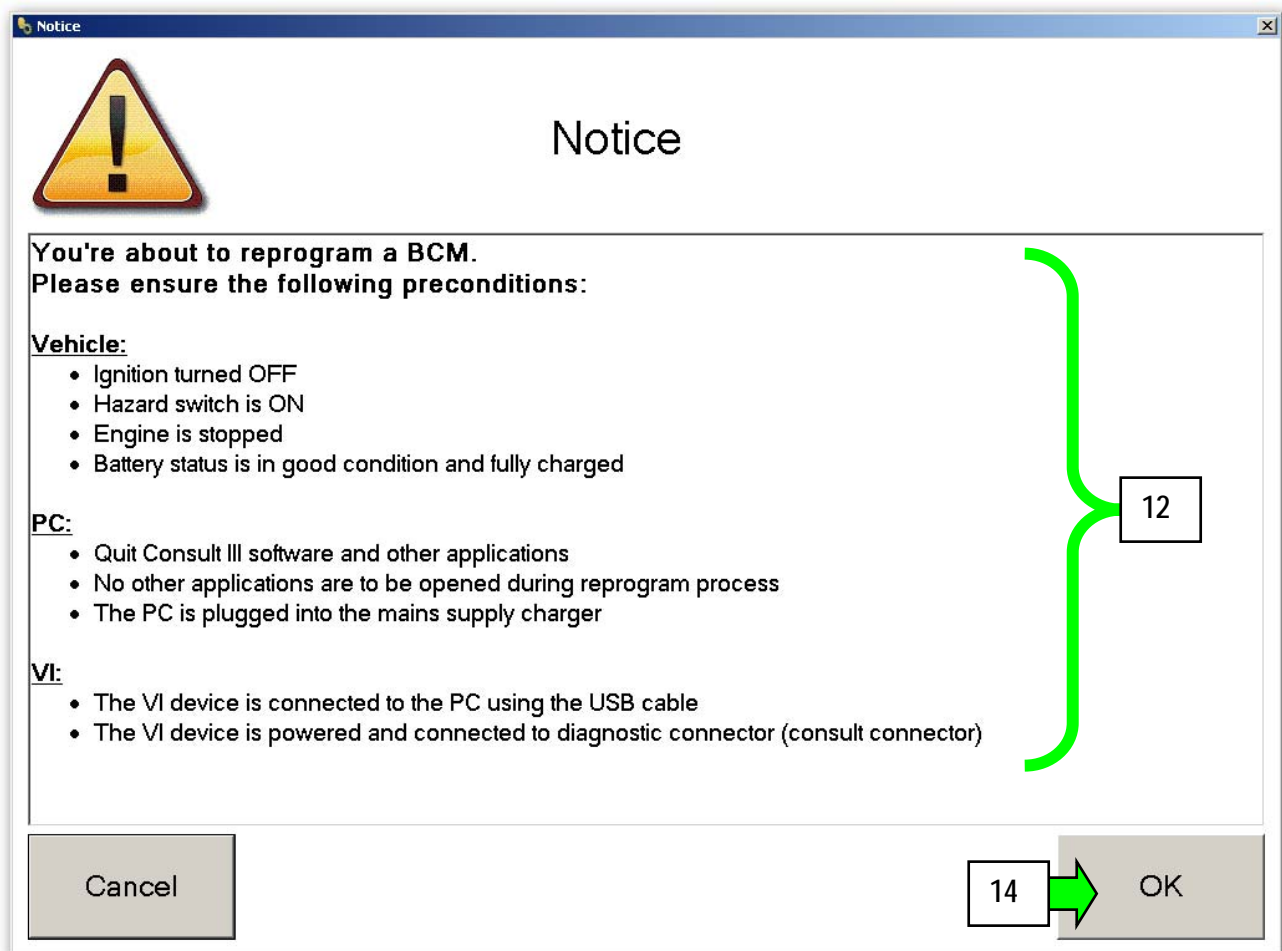 Notice
Notice
You're about to reprogram a BCM.
Please ensure the following preconditions:
Vehicle:
• Ignition turned OFF
• Hazard switch is ON
• Engine is stopped
• Battery status is in good condition and fully charged
PC:
• Quit Consult III software and other applications
• No other applications are to be opened during reprogram process
• The PC is plugged into the mains supply charger
VI:
• The VI device is connected to the PC using the USB cable
• The VI device is powered and connected to diagnostic connector (consult connector)
12
Cancel
14
OK